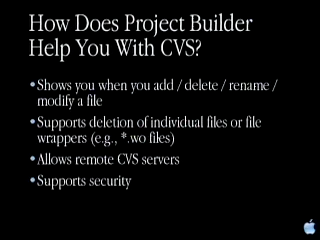 How Does Project Builder
Help You With CVS?
•Shows you when you add / delete / rename /
modify a file
•Supports deletion of individual files or file
wrappers (e.g., *.wo files)
•Allows remote CVS servers
•Supports security